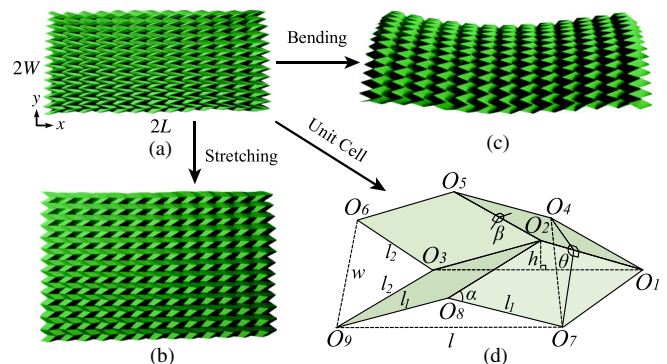 2W
y
x
2L
(a)
Bending
(c)
Stretching
Unit Cell
(b)
O5
O6
O4
O2
β
l2
O3
h
θ
w
l2
l1
α
O1
O8
l1
O9
l
O7
(d)